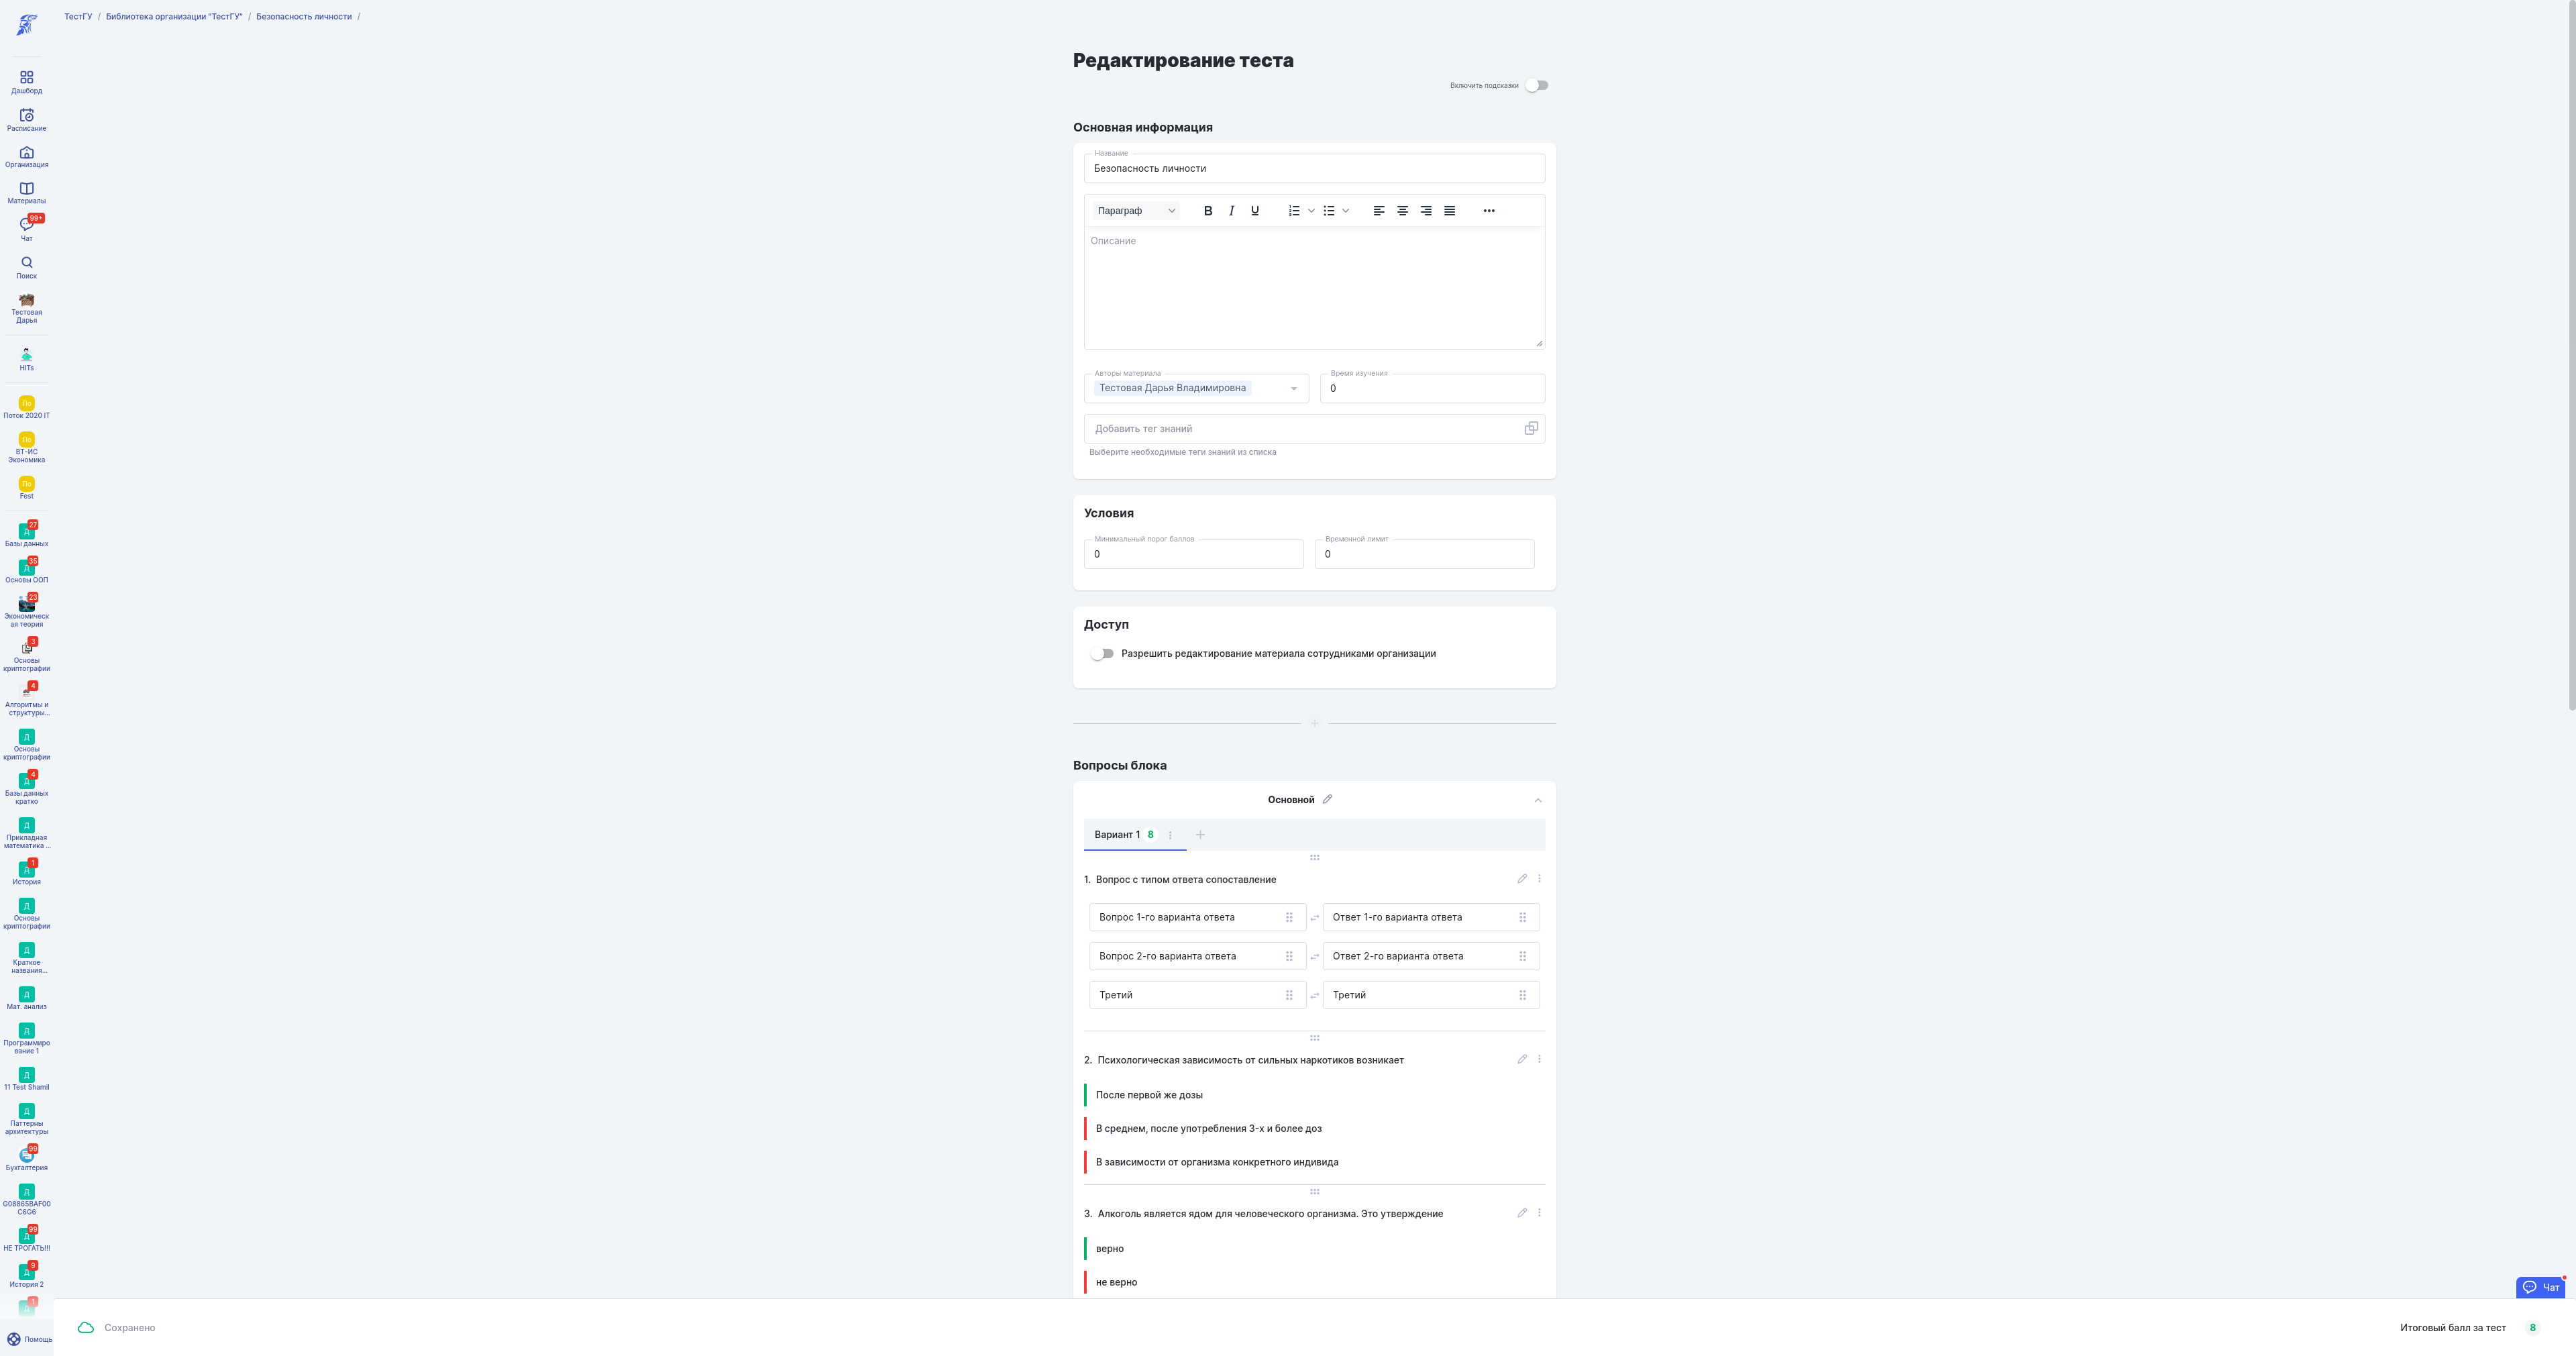 ТестГУ / Библиотека организации "ТестГУ" / Безопасность личности /
Дашборд
Расписание
Организация
Материалы
99+
Чат
Поиск
Тестовая
Дарья
HITs
По
Поток 2020 IT
По
ВТ-ИС
Экономика
По
Fest
27
Д
Базы данных
35
Д
Основы ООП
23
Экономическ
ая теория
3
Основы
криптографии
4
Алгоритмы и
структуры...
Д
Основы
криптографии
4
Д
Базы данных
кратко
Д
Прикладная
математика ...
1
Д
История
Д
Основы
криптографии
Д
Краткое
названия...
Д
Мат. анализ
Д
Программиро
вание 1
Д
11 Test Shamil
Д
Паттерны
архитектуры
99
Бухгалтерия
Д
G08865BAF00
C6G6
99
Д
НЕ ТРОГАТЬ!!!
9
Д
История 2
1
Д
Помощь
Редактирование теста
Включить подсказки
Основная информация
Название
Безопасность личности
Параграф
B I U
Описание
Авторы материала
Тестовая Дарья Владимировна
Время изучения
0
Добавить тег знаний
Выберите необходимые теги знаний из списка
Условия
Минимальный порог баллов
0
Временной лимит
0
Доступ
Разрешить редактирование материала сотрудниками организации
Вопросы блока
Основной
Вариант 1 8
1. Вопрос с типом ответа сопоставление
Вопрос 1-го варианта ответа
Ответ 1-го варианта ответа
Вопрос 2-го варианта ответа
Ответ 2-го варианта ответа
Третий
Третий
2. Психологическая зависимость от сильных наркотиков возникает
После первой же дозы
В среднем, после употребления 3-х и более доз
В зависимости от организма конкретного индивида
3. Алкоголь является ядом для человеческого организма. Это утверждение
верно
не верно
Чат
Сохранено
Итоговый балл за тест 8